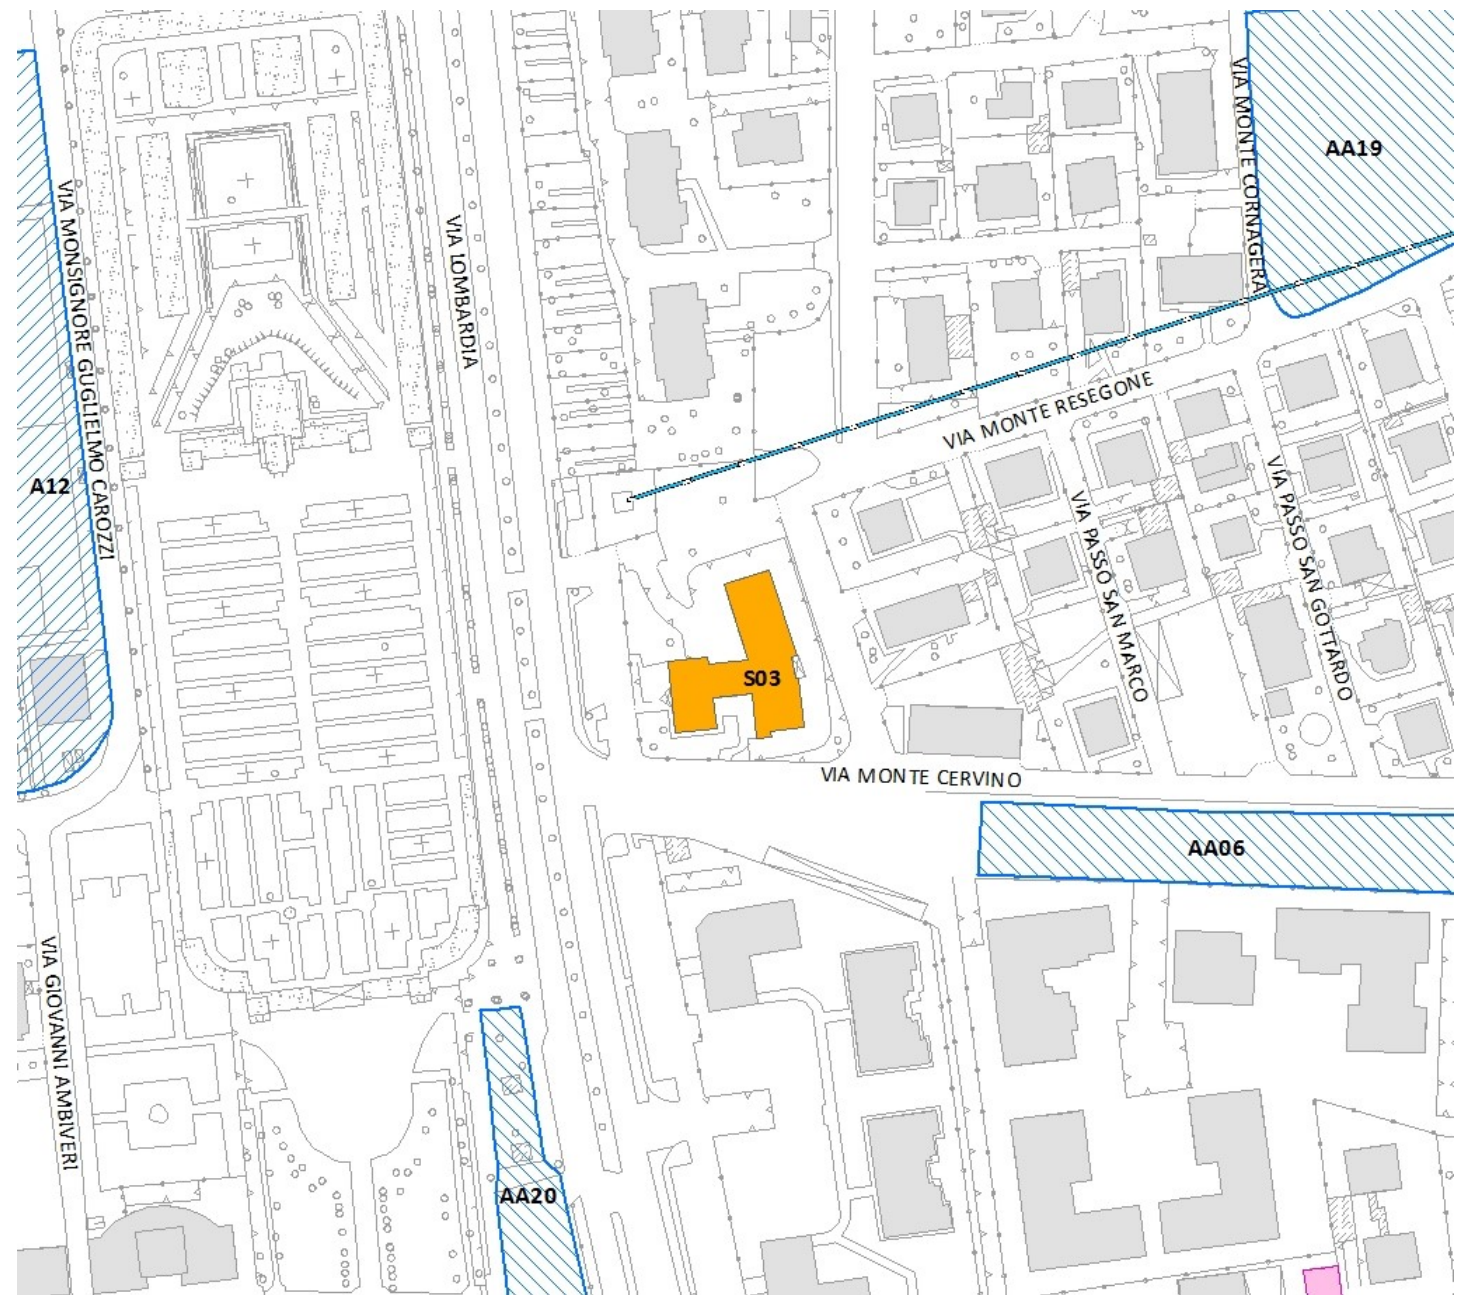 VIA MONTE CORNAGERA
AA19
VIA MONSIGNORE GUGLIELMO CAROZZI
VIA LOMBARDIA
VIA MONTE RESEGONE
A12
VIA PASSO SAN MARCO
VIA PASSO SAN GOTTARDO
S03
VIA MONTE CERVINO
AA06
VIA GIOVANNI AMBIVERI
AA20